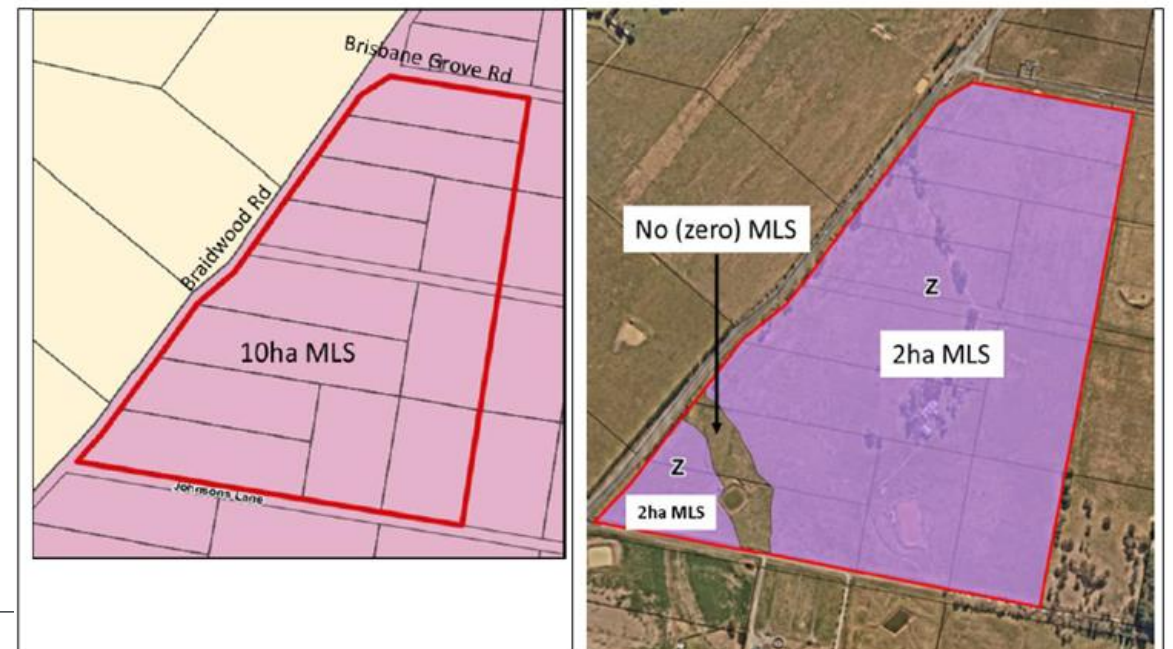 Brisbane Grove Rd
Braidwood Rd
10ha MLS
Johnsons Lane
No (zero) MLS
Z
2ha MLS
Z
2ha MLS